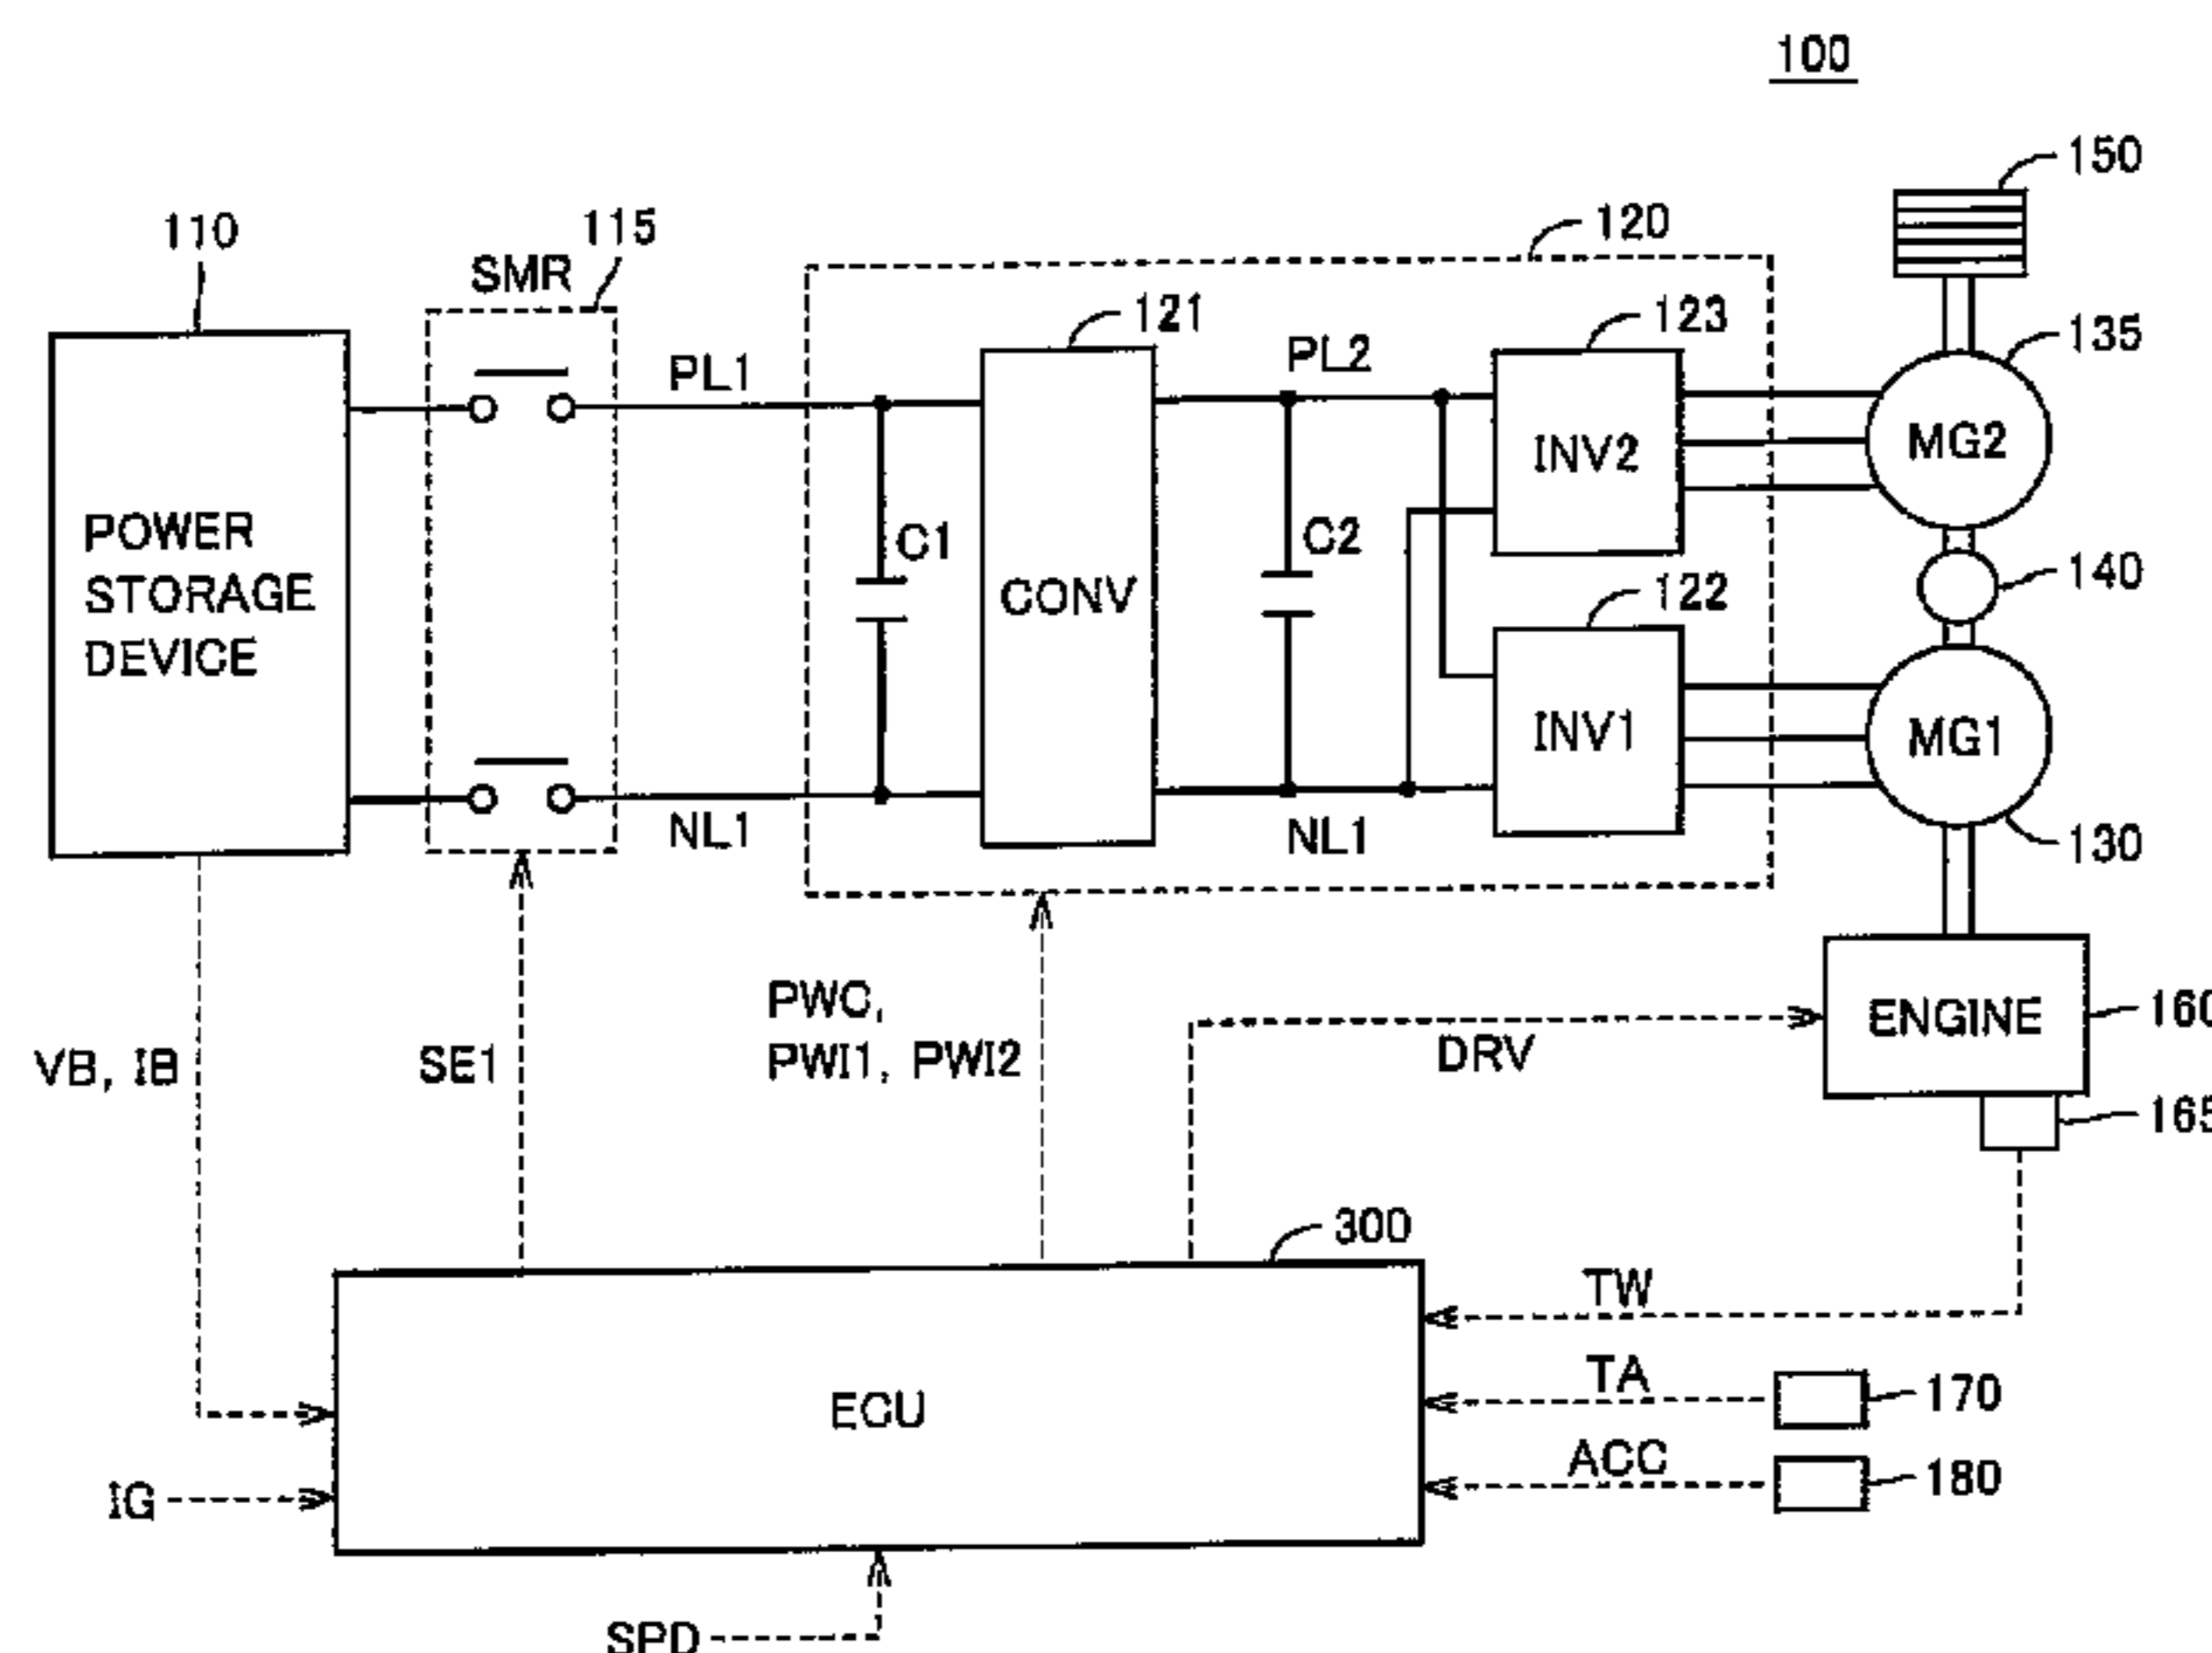 100
150
110
115
120
SMR
121
123
135
PL1
PL2
INV2
MG2
POWER
STORAGE
DEVICE
C1
CONV
C2
140
122
INV1
MG1
NL1
NL1
130
PWC,
ENGINE
160
VB, IB
SE1
PWI1, PWI2
DRV
165
300
TW
TA
170
ECU
ACC
180
IG
SPD